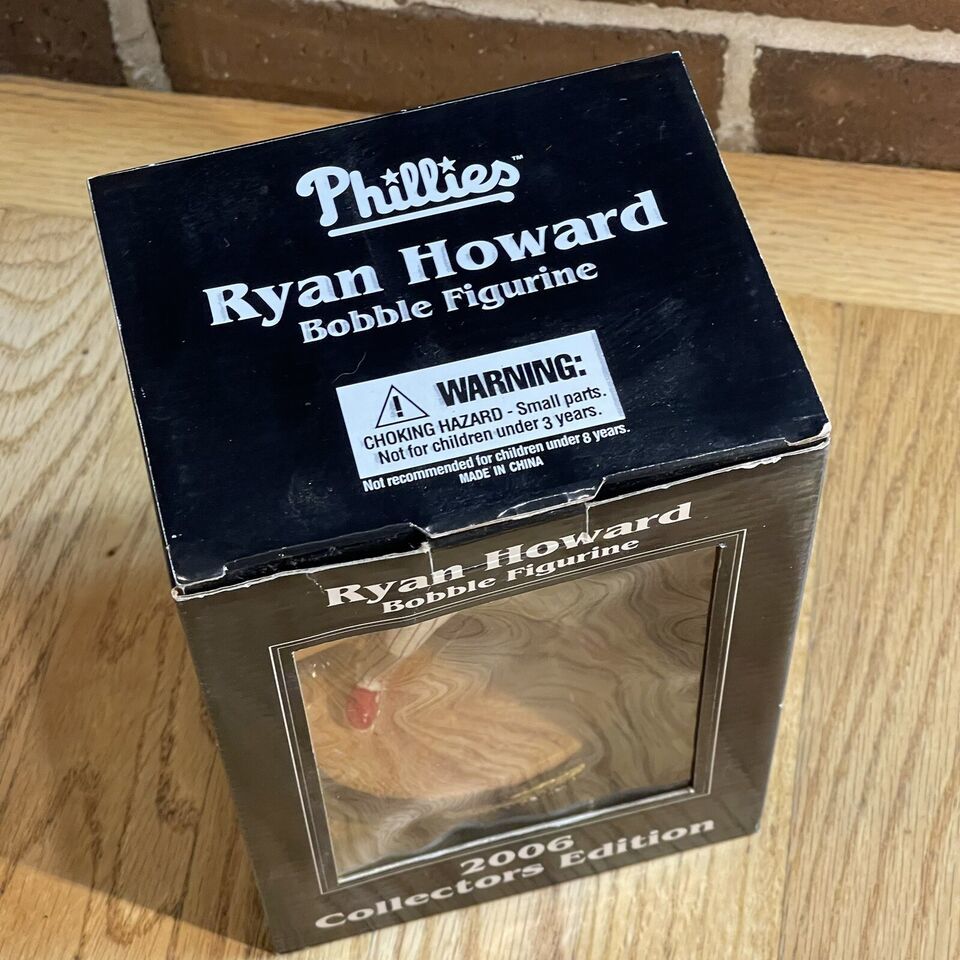 Phillies™
Ryan Howard
Bobble Figurine
WARNING:
CHOKING HAZARD - Small parts.
Not for children under 3 years.
Not recommended for children under 8 years.
MADE IN CHINA
Ryan Howard
Bobble Figurine
2006
Collectors Edition